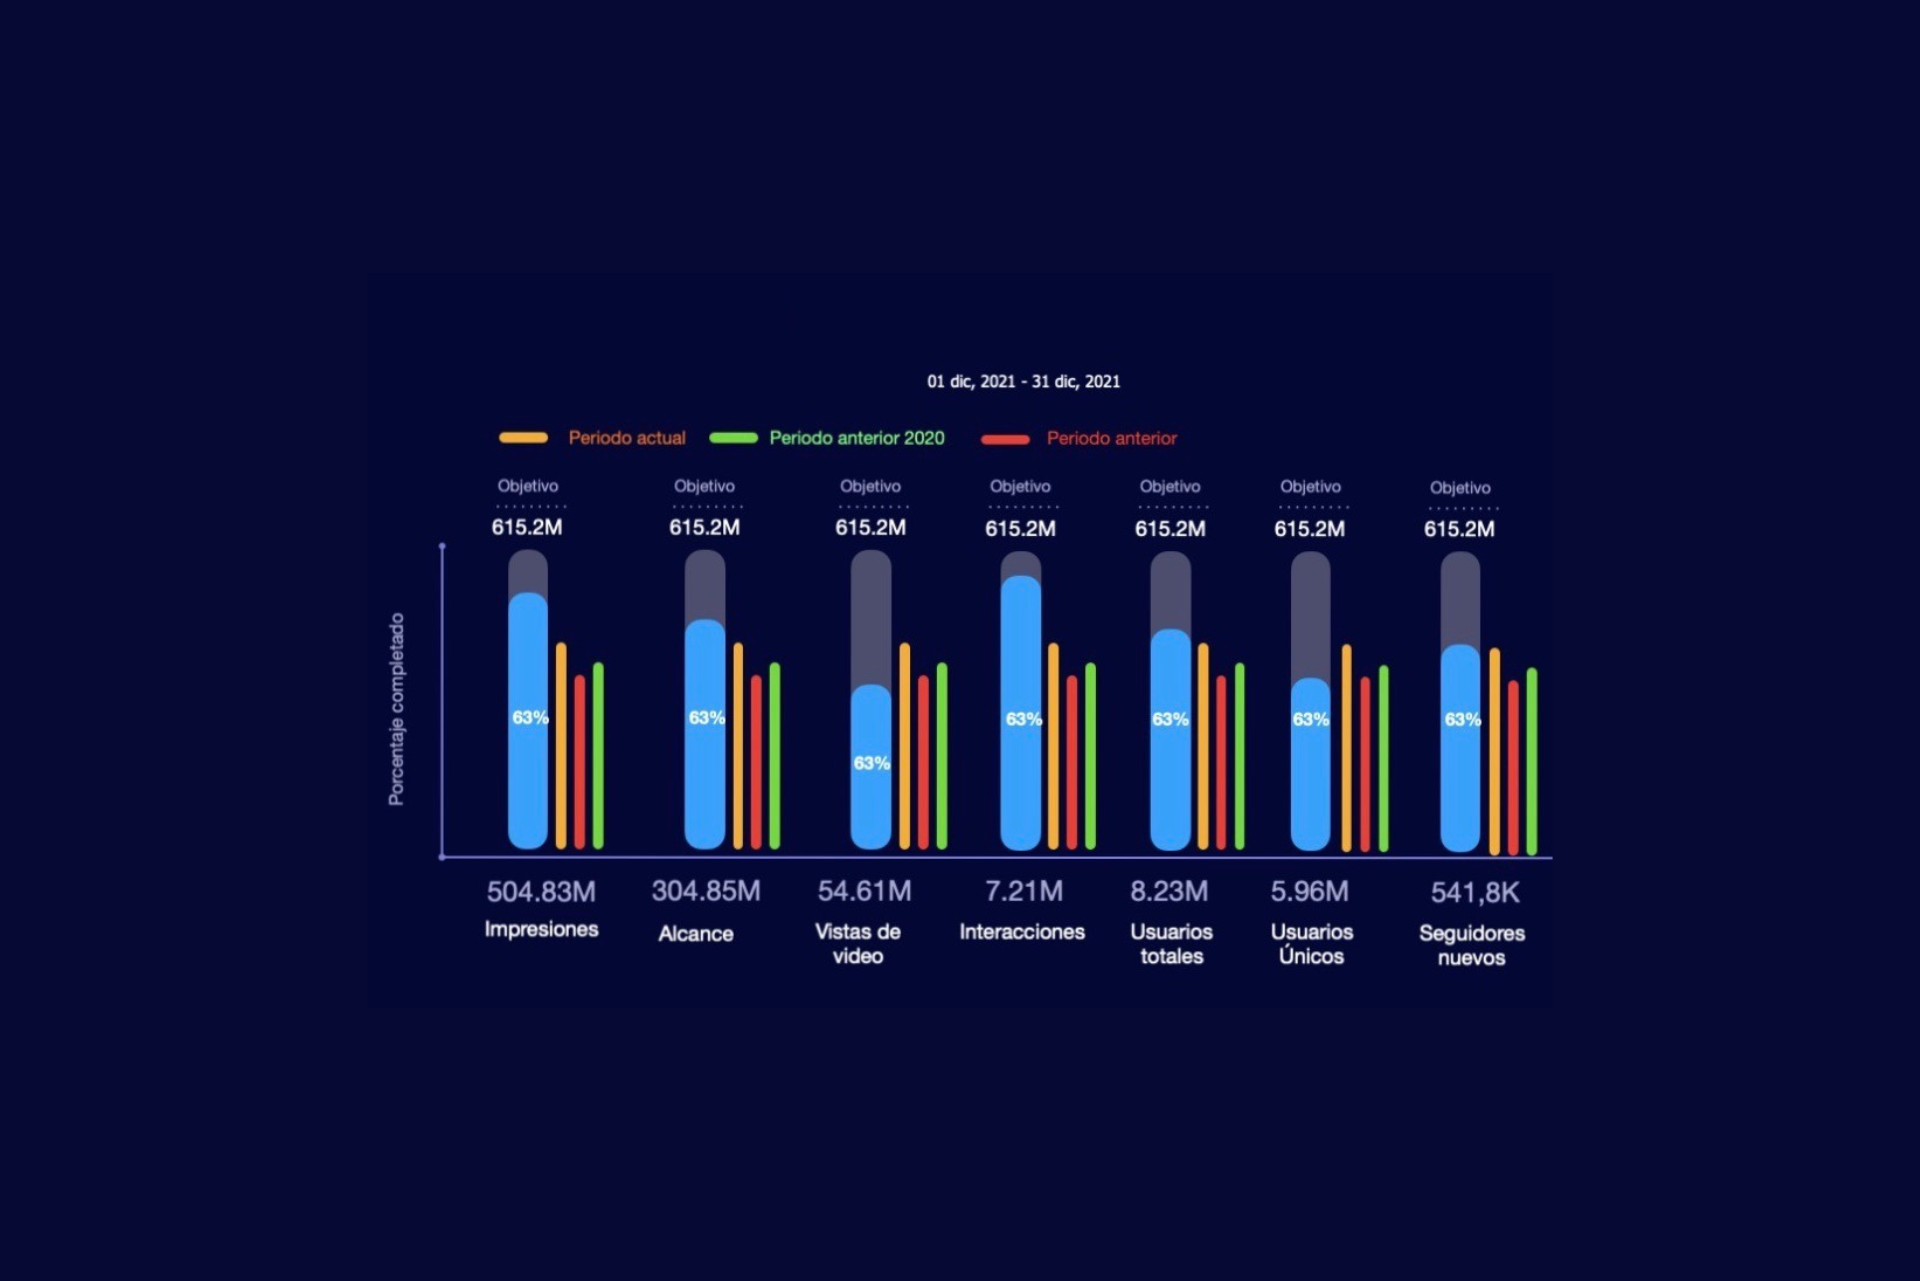 01 dic, 2021 - 31 dic, 2021
Periodo actual
Periodo anterior 2020
Periodo anterior
Objetivo
615.2M
Objetivo
615.2M
Objetivo
615.2M
Objetivo
615.2M
Objetivo
615.2M
Objetivo
615.2M
Objetivo
615.2M
Porcentaje completado
63%
63%
63%
63%
63%
63%
63%
504.83M
Impresiones
304.85M
Alcance
54.61M
Vistas de
video
7.21M
Interacciones
8.23M
Usuarios
totales
5.96M
Usuarios
Únicos
541,8K
Seguidores
nuevos